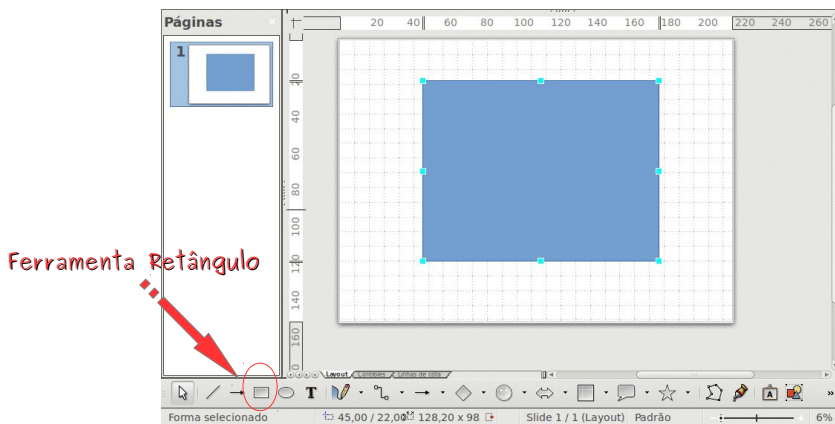 Páginas
20 40 60 80 100 120 140 160 180 200 220 240 260
1
20
40
60
80
100
120
140
160
Ferramenta Retângulo
Layout Controles Linhas de cota
T
A
»
Forma selecionado 45,00 / 22,00 128,20 x 98 Slide 1 / 1 (Layout) Padrão 6%